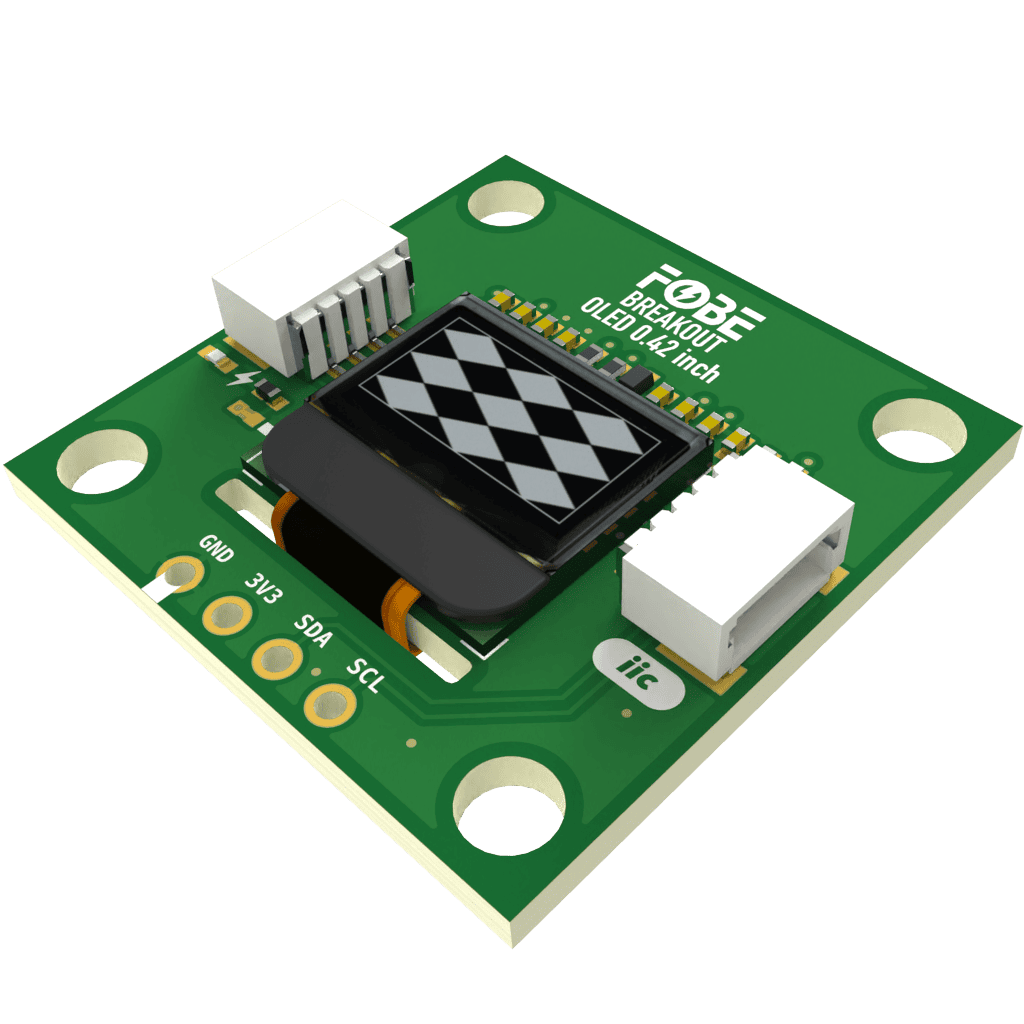 FOBE
BREAKOUT
OLED 0.42 inch
GND
3V3
SDA
SCL
iic